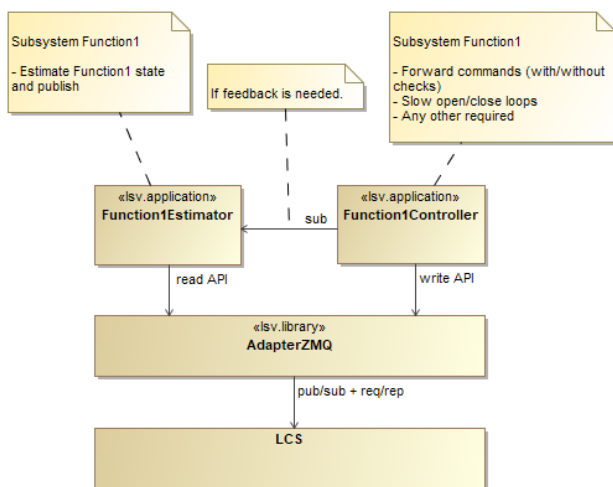 Subsystem Function1
- Estimate Function1 state
and publish
If feedback is needed.
Subsystem Function1
- Forward commands (with/without
checks)
- Slow open/close loops
- Any other required
«lsv.application»
Function1Estimator
sub
«lsv.application»
Function1Controller
read API
write API
«lsv.library»
AdapterZMQ
pub/sub + req/rep
LCS